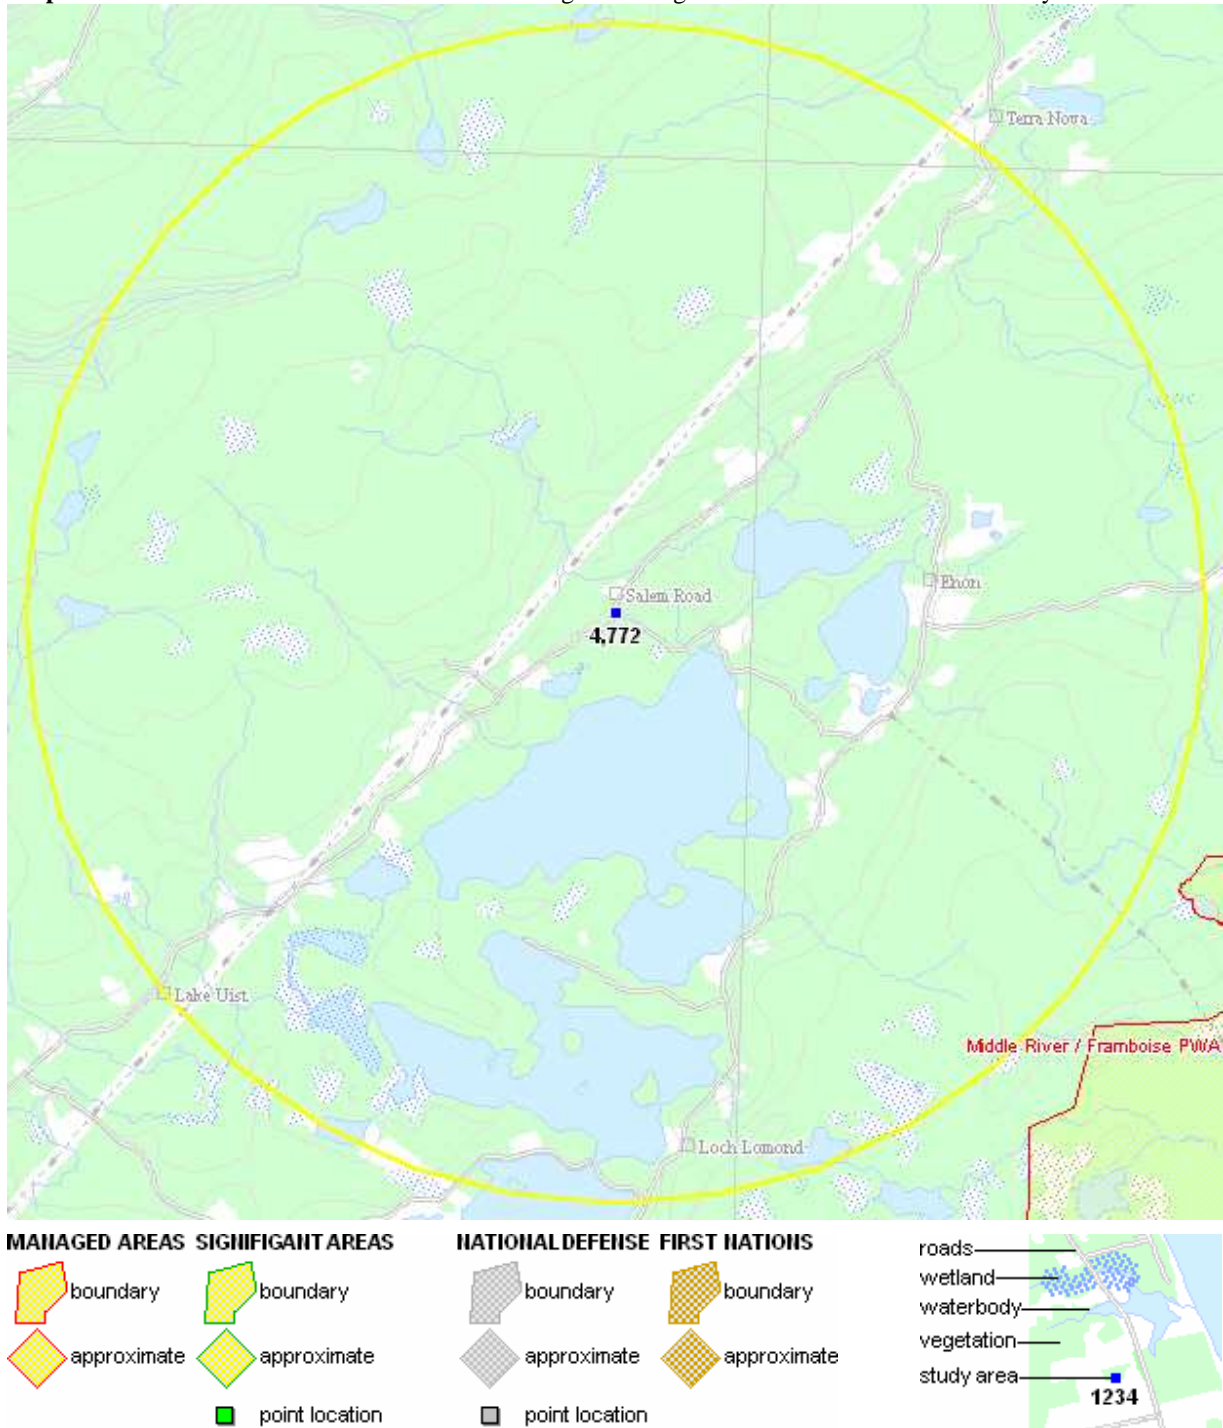 Terra Nova
Salem Road
4,772
Enon
Lake Uist
Middle River / Framboise PWA
Loch Lomond
MANAGED AREAS SIGNIFIGANT AREAS NATIONAL DEFENSE FIRST NATIONS
boundary boundary boundary boundary
approximate approximate approximate approximate
point location point location
roads
wetland
waterbody
vegetation
study area
1234